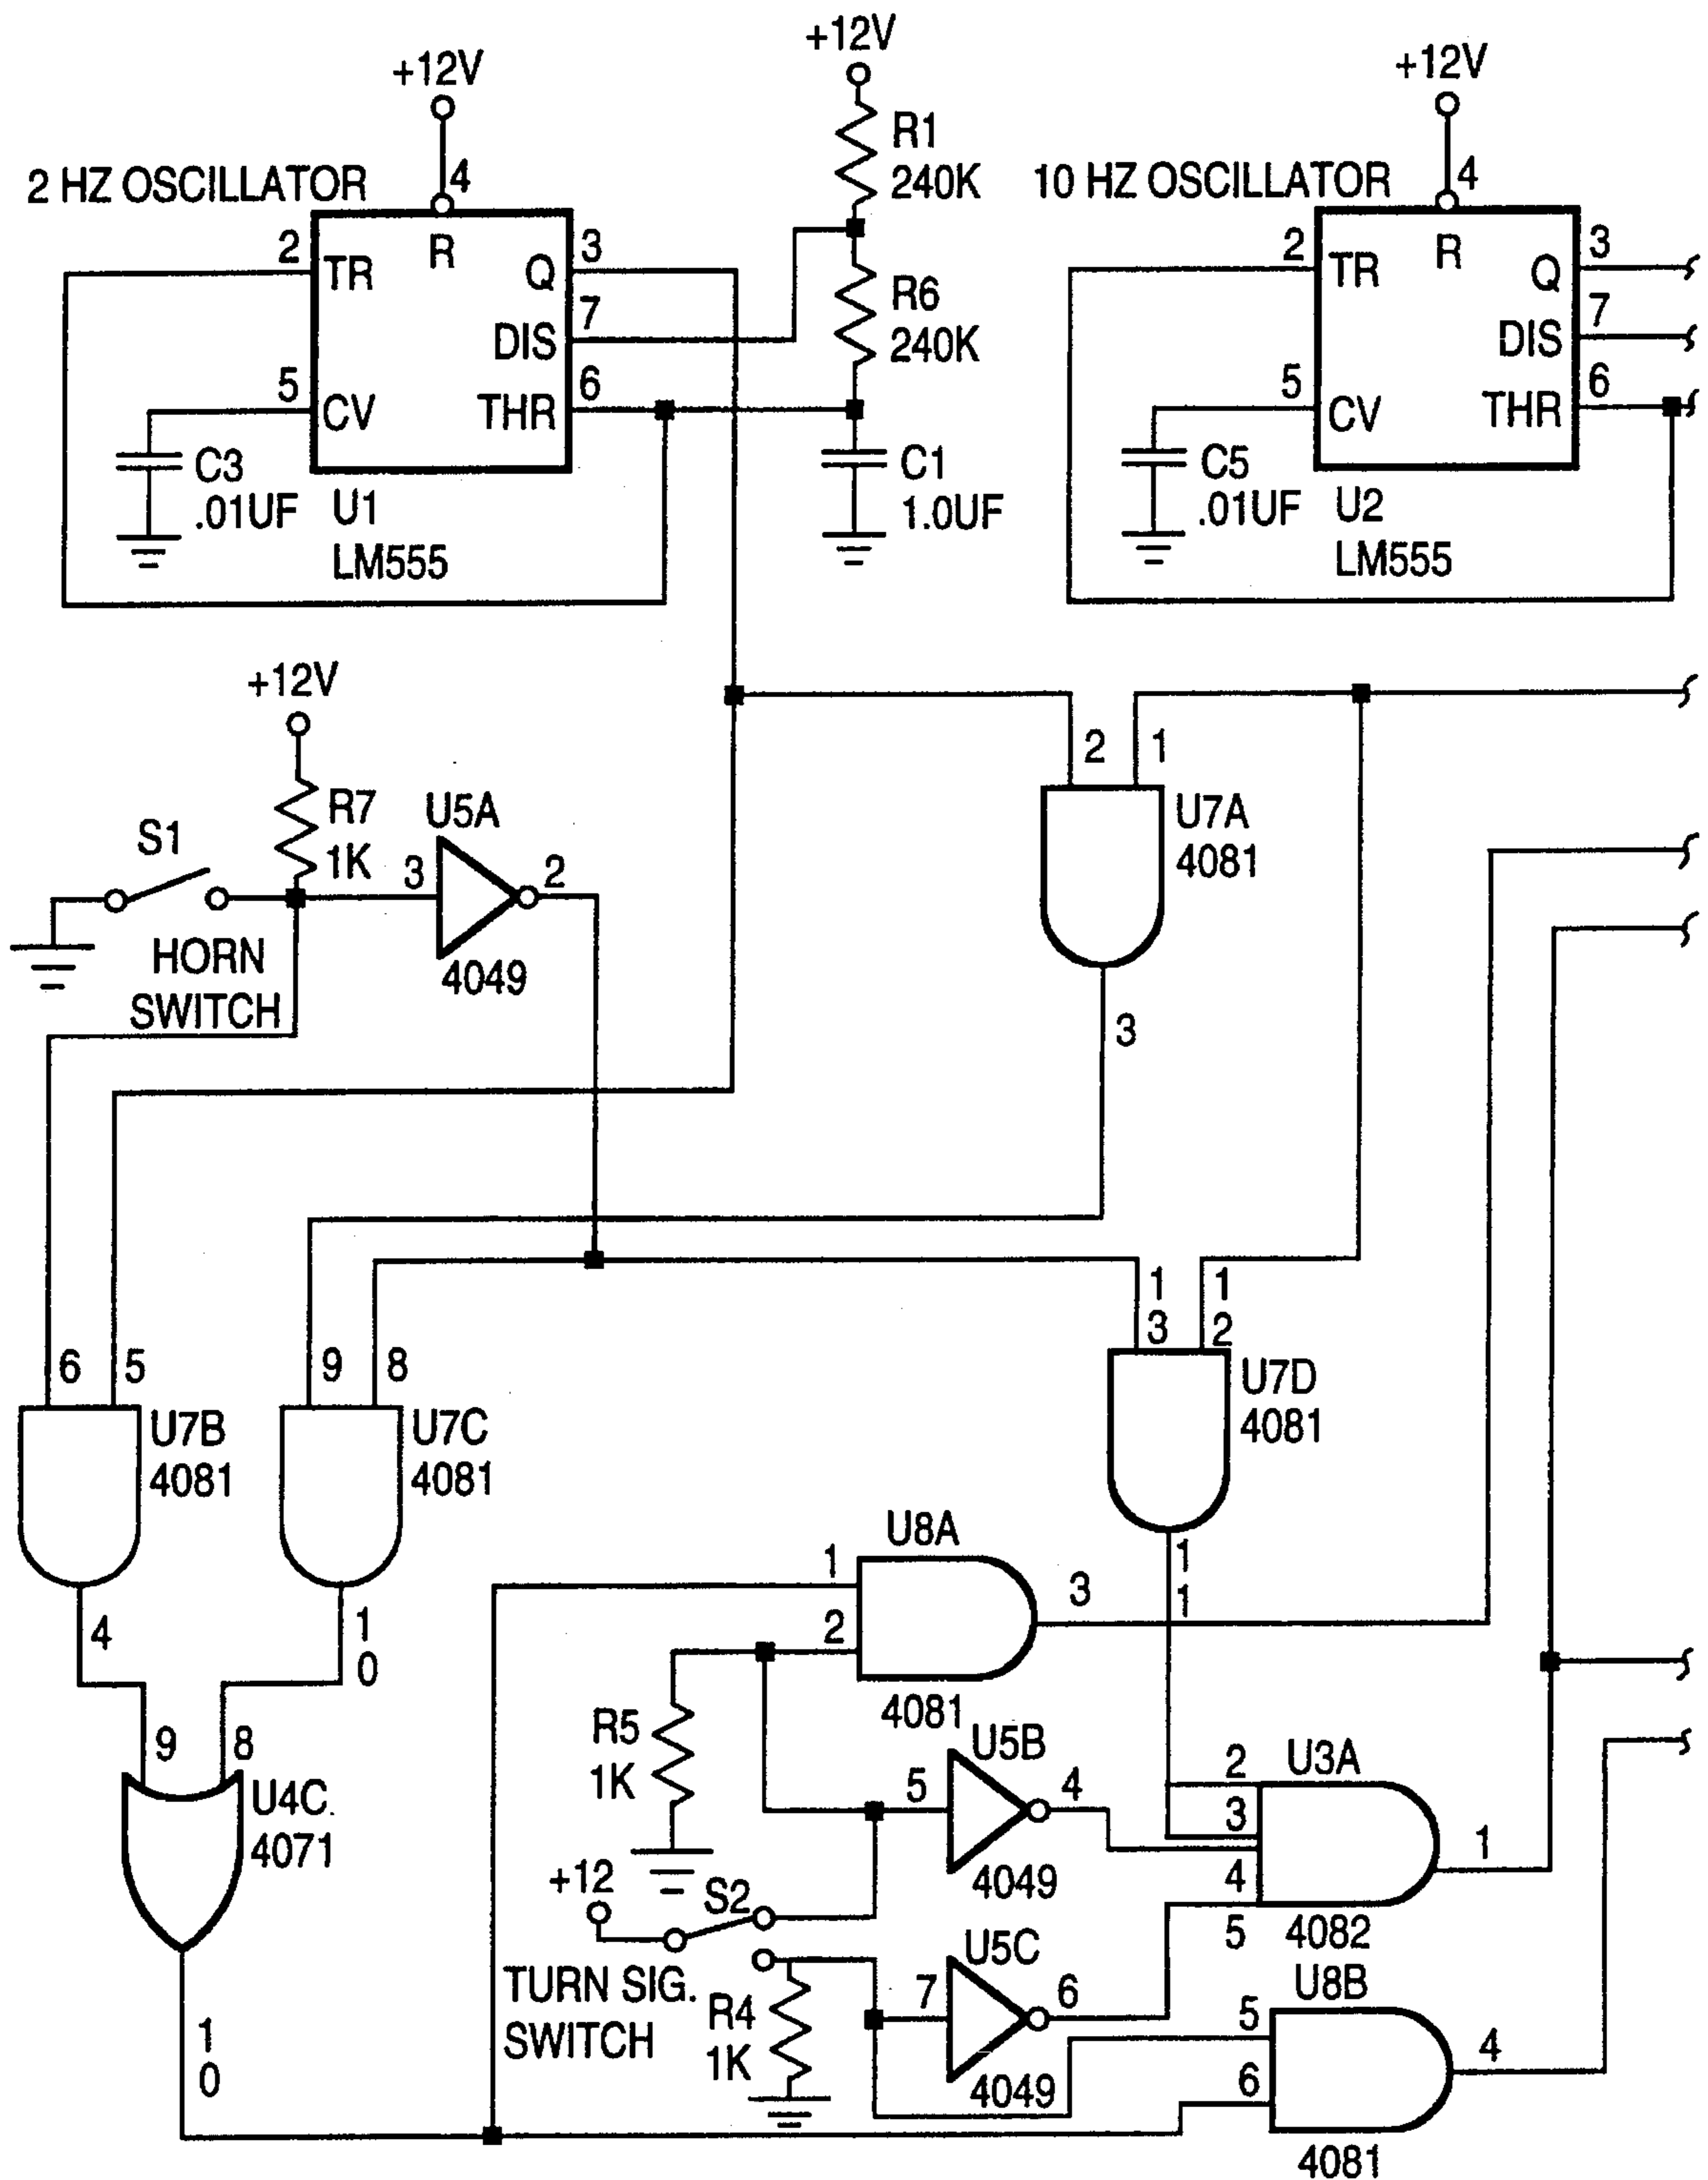 +12V
+12V
+12V
2 HZ OSCILLATOR
4
R1
240K
10 HZ OSCILLATOR
4
2
TR
R
Q
3
7
DIS
R6
240K
2
TR
R
Q
3
7
DIS
5
CV
THR
6
5
CV
THR
6
C3
.01UF
U1
LM555
C1
1.0UF
C5
.01UF
U2
LM555
+12V
2
1
R7
1K
U5A
U7A
4081
S1
3
2
HORN
SWITCH
4049
3
1
3
1
2
6
5
9
8
U7D
4081
U7B
4081
U7C
4081
U8A
1
1
1
3
4
1
0
2
4081
9
8
R5
1K
U5B
U3A
2
U4C.
4071
5
4
3
1
+12
S2
4049
4
5
4082
U5C
U8B
TURN SIG.
SWITCH
R4
1K
7
6
5
4
1
0
4049
6
4081